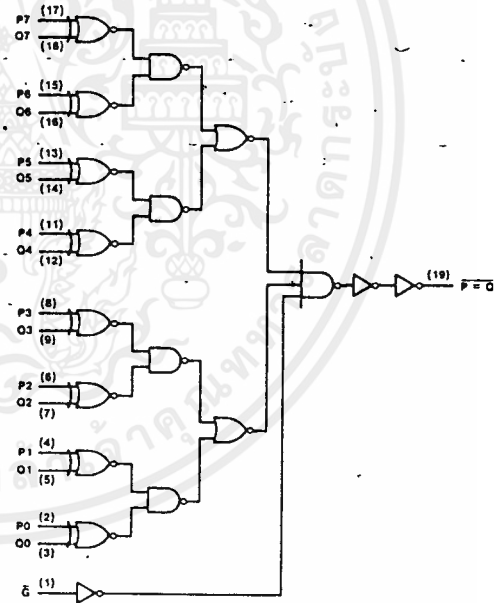 P7 (17)
Q7 (18)
P6 (15)
Q6 (16)
P5 (13)
Q5 (14)
P4 (11)
Q4 (12)
P3 (8)
Q3 (9)
P2 (6)
Q2 (7)
P1 (4)
Q1 (5)
P0 (2)
Q0 (3)
G̅ (1)
(19) P̅ ̅=̅ ̅Q̅